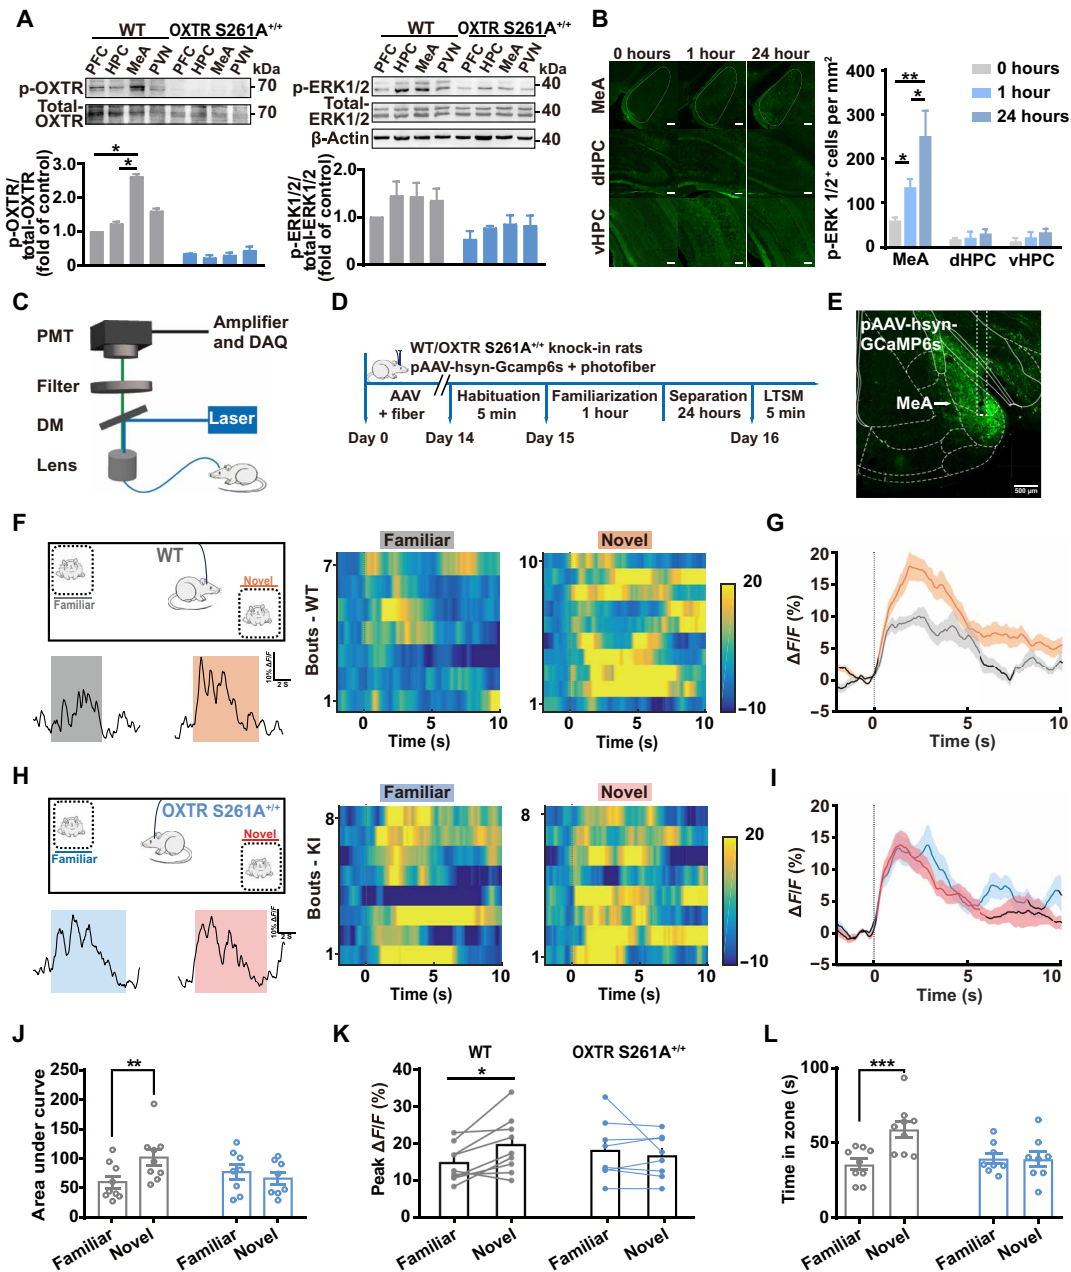 A
WT OXTR S261A+/+
PFC HPC MeA PVN PFC HPC MeA PVN kDa
p-OXTR 70
Total-OXTR 70
3.0
2.0
1.0
0
p-OXTR/total-OXTR (fold of control)
* *
WT OXTR S261A+/+
PFC HPC MeA PVN PFC HPC MeA PVN kDa
p-ERK1/2 40
Total-ERK1/2 40
β-Actin 40
2.0
1.0
0
p-ERK1/2/total-ERK1/2 (fold of control)
B
0 hours 1 hour 24 hour
MeA
dHPC
vHPC
p-ERK 1/2+ cells per mm2
400
300
200
100
0
** * *
0 hours
1 hour
24 hours
MeA dHPC vHPC
C
PMT
Amplifier and DAQ
Filter
DM
Laser
Lens
D
WT/OXTR S261A+/+ knock-in rats
pAAV-hsyn-Gcamp6s + photofiber
AAV + fiber
Habituation 5 min
Familiarization 1 hour
Separation 24 hours
LTSM 5 min
Day 0 Day 14 Day 15 Day 16
E
pAAV-hsyn-GCaMP6s
MeA
500 μm
F
WT
Familiar
Novel
10% ΔF/F
2 S
Familiar
Bouts - WT
7
1
0 5 10
Time (s)
Novel
10
1
0 5 10
Time (s)
20
−10
G
ΔF/F (%)
20
15
10
5
0
−5
0 5 10
Time (s)
H
OXTR S261A+/+
Familiar
Novel
10% ΔF/F
2 S
Familiar
Bouts - KI
8
1
0 5 10
Time (s)
Novel
8
1
0 5 10
Time (s)
20
−10
I
ΔF/F (%)
20
15
10
5
0
−5
0 5 10
Time (s)
J
Area under curve
250
200
150
100
50
0
**
Familiar Novel Familiar Novel
K
WT OXTR S261A+/+
Peak ΔF/F (%)
40
30
20
10
0
*
Familiar Novel Familiar Novel
L
Time in zone (s)
100
50
0
***
Familiar Novel Familiar Novel